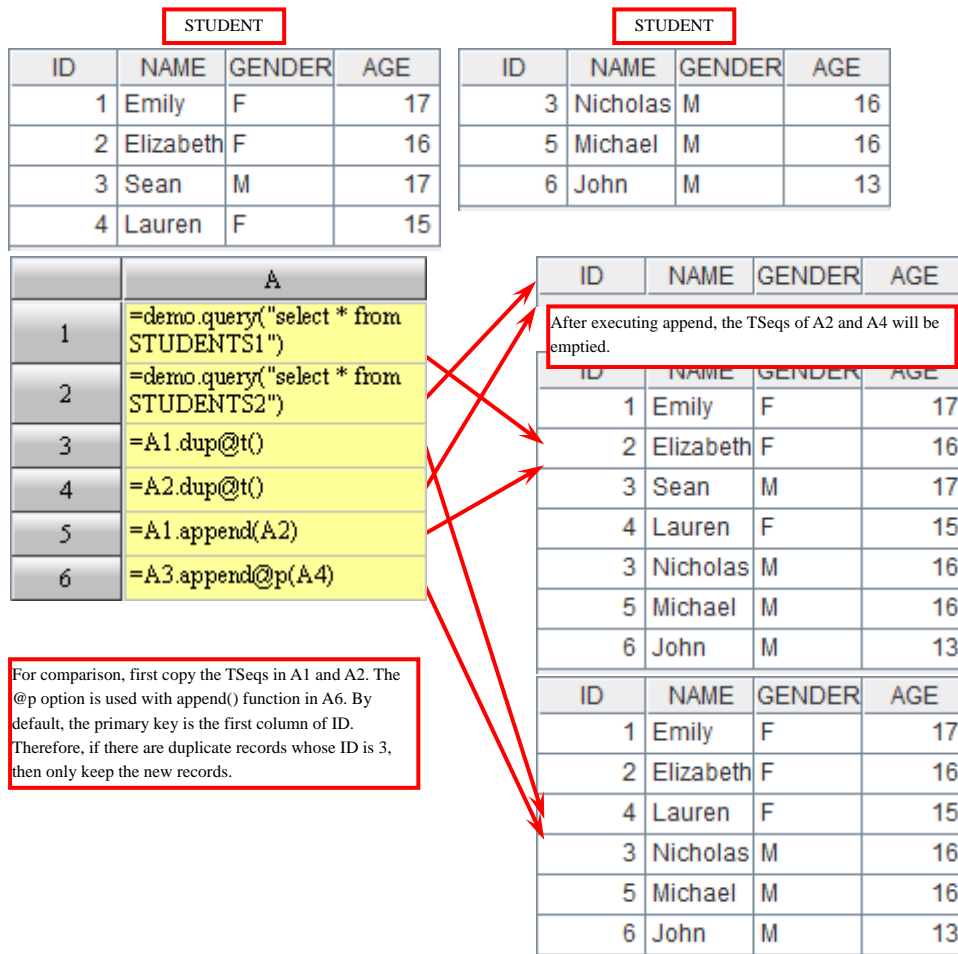 STUDENT
STUDENT
ID NAME GENDER AGE
1 Emily F 17
2 Elizabeth F 16
3 Sean M 17
4 Lauren F 15
ID NAME GENDER AGE
3 Nicholas M 16
5 Michael M 16
6 John M 13
A
1 =demo.query("select * from
STUDENTS1")
2 =demo.query("select * from
STUDENTS2")
3 =A1.dup@t()
4 =A2.dup@t()
5 =A1.append(A2)
6 =A3.append@p(A4)
For comparison, first copy the TSeqs in A1 and A2. The
@p option is used with append() function in A6. By
default, the primary key is the first column of ID.
Therefore, if there are duplicate records whose ID is 3,
then only keep the new records.
ID NAME GENDER AGE
After executing append, the TSeqs of A2 and A4 will be
emptied.
ID NAME GENDER AGE
1 Emily F 17
2 Elizabeth F 16
3 Sean M 17
4 Lauren F 15
3 Nicholas M 16
5 Michael M 16
6 John M 13
ID NAME GENDER AGE
1 Emily F 17
2 Elizabeth F 16
4 Lauren F 15
3 Nicholas M 16
5 Michael M 16
6 John M 13